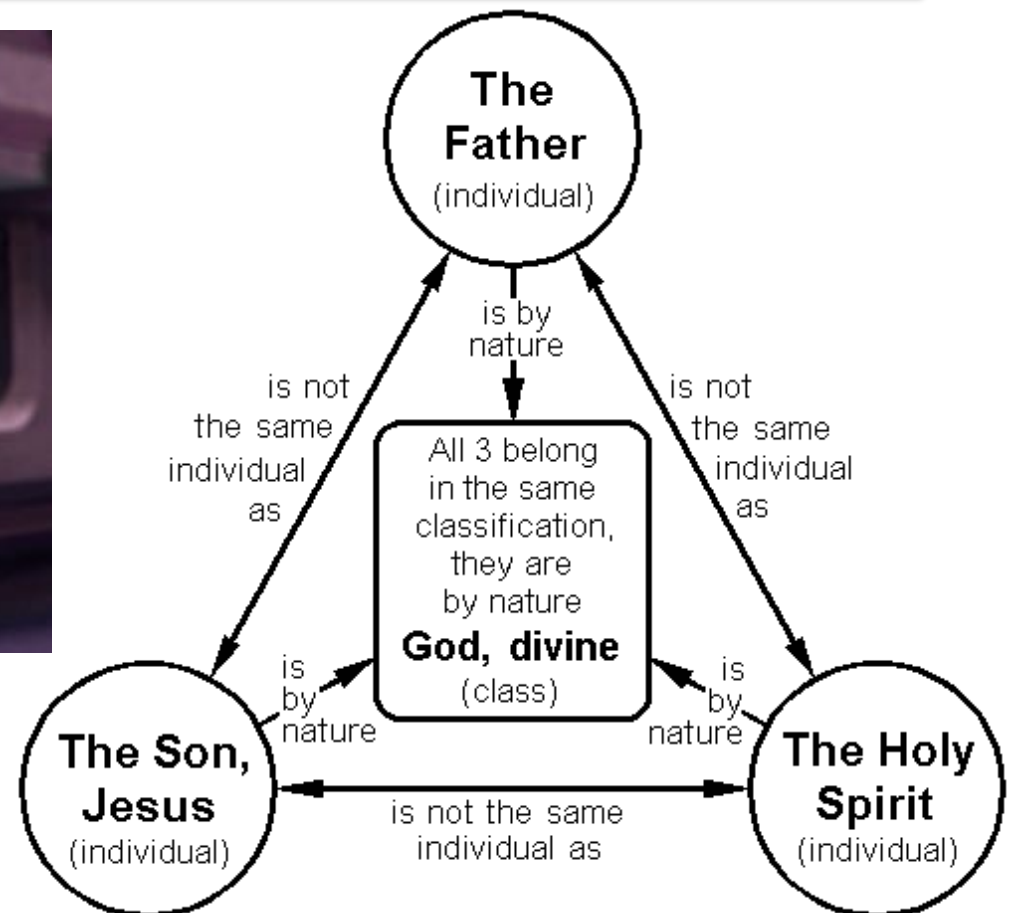 The
Father
(individual)
is by
nature
is not
the same
individual
as
is not
the same
individual
as
All 3 belong
in the same
classification,
they are
by nature
God, divine
(class)
is
by
nature
is
by
nature
The Son,
Jesus
(individual)
is not the same
individual as
The Holy
Spirit
(individual)